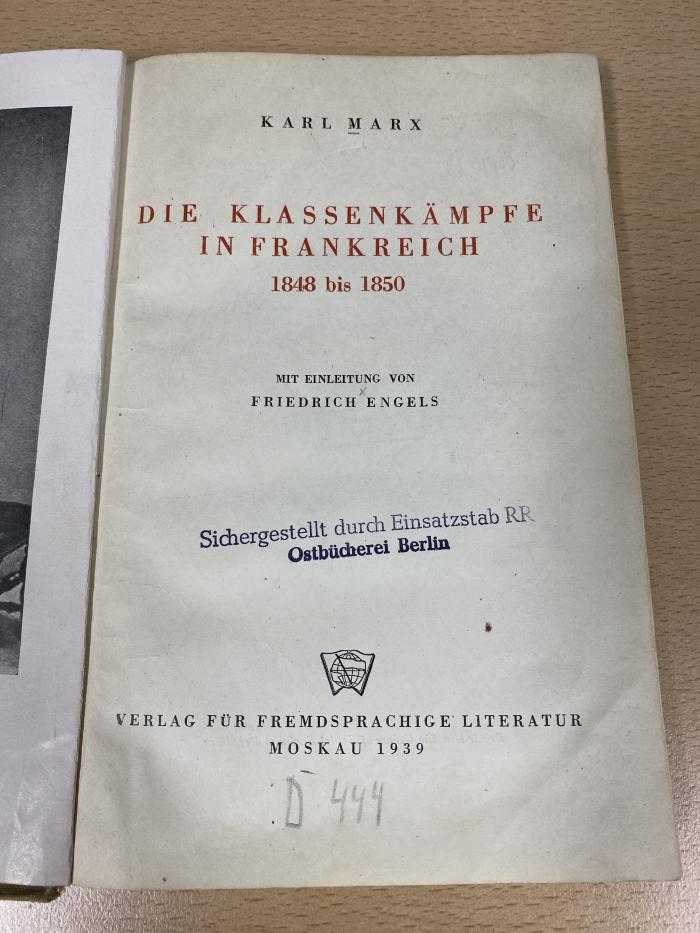 KARL MARX
DIE KLASSENKÄMPFE
IN FRANKREICH
1848 bis 1850
MIT EINLEITUNG VON
FRIEDRICH ENGELS
Sichergestellt durch Einsatzstab RR
Ostbücherei Berlin
VERLAG FÜR FREMDSPRACHIGE LITERATUR
MOSKAU 1939
D 444